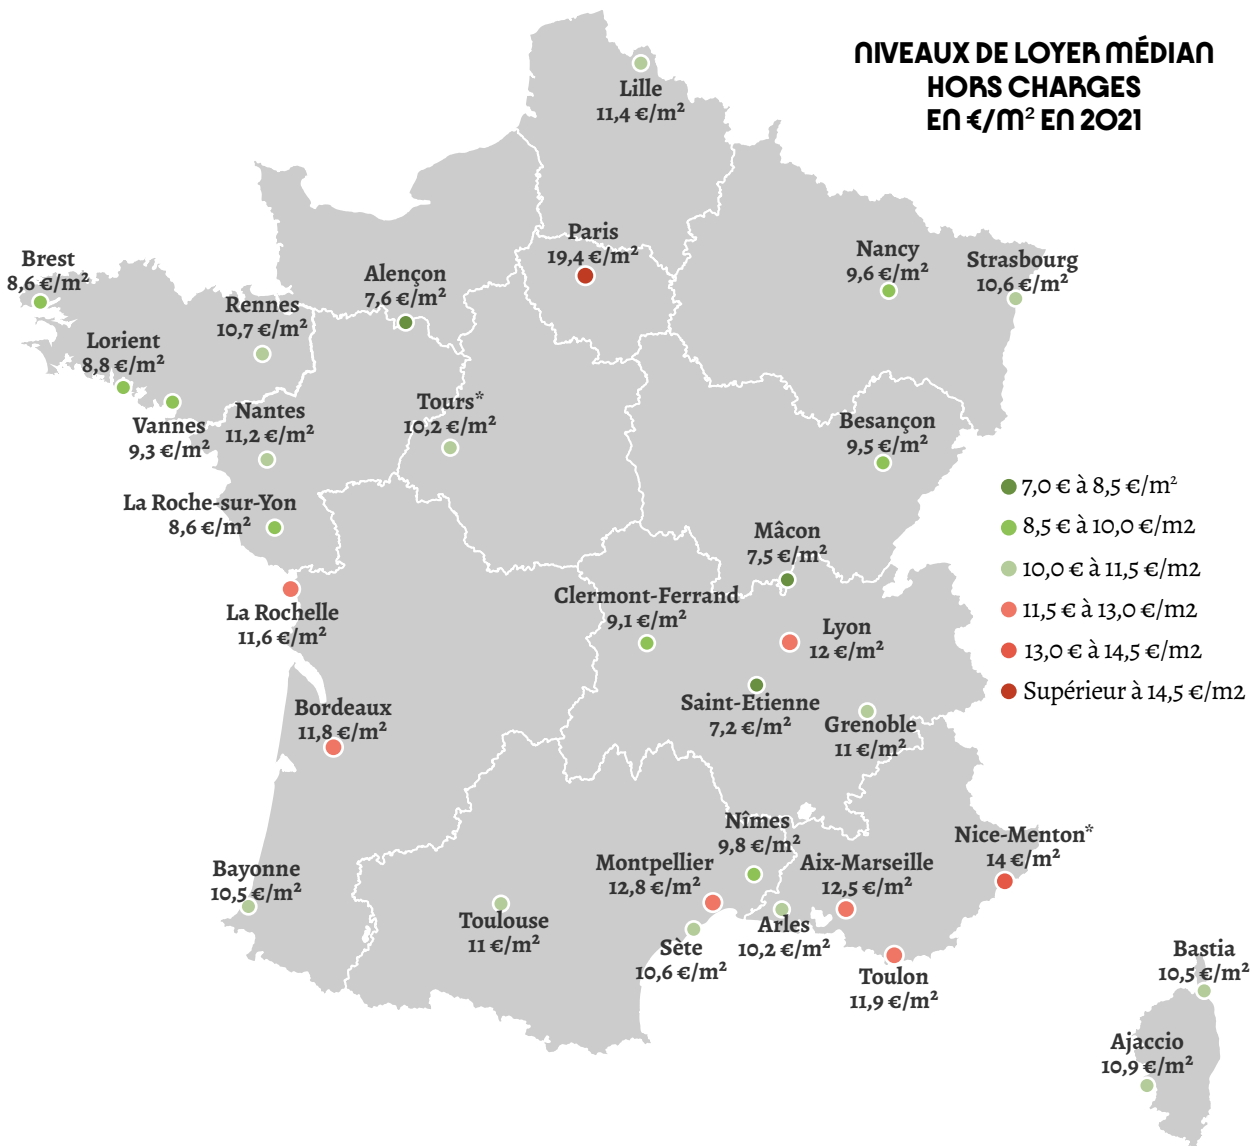 NIVEAUX DE LOYER MÉDIAN
HORS CHARGES
EN €/M² EN 2021
Lille
11,4 €/m²
Paris
19,4 €/m²
Nancy
9,6 €/m²
Strasbourg
10,6 €/m²
Brest
8,6 €/m²
Alençon
7,6 €/m²
Rennes
10,7 €/m²
Lorient
8,8 €/m²
Vannes
9,3 €/m²
Nantes
11,2 €/m²
Tours*
10,2 €/m²
Besançon
9,5 €/m²
La Roche-sur-Yon
8,6 €/m²
Mâcon
7,5 €/m²
La Rochelle
11,6 €/m²
Clermont-Ferrand
9,1 €/m²
Lyon
12 €/m²
Saint-Etienne
7,2 €/m²
Grenoble
11 €/m²
Bordeaux
11,8 €/m²
Nîmes
9,8 €/m²
Montpellier
12,8 €/m²
Aix-Marseille
12,5 €/m²
Nice-Menton*
14 €/m²
Bayonne
10,5 €/m²
Toulouse
11 €/m²
Sète
10,6 €/m²
Arles
10,2 €/m²
Toulon
11,9 €/m²
Bastia
10,5 €/m²
Ajaccio
10,9 €/m²
7,0 € à 8,5 €/m²
8,5 € à 10,0 €/m2
10,0 € à 11,5 €/m2
11,5 € à 13,0 €/m2
13,0 € à 14,5 €/m2
Supérieur à 14,5 €/m2